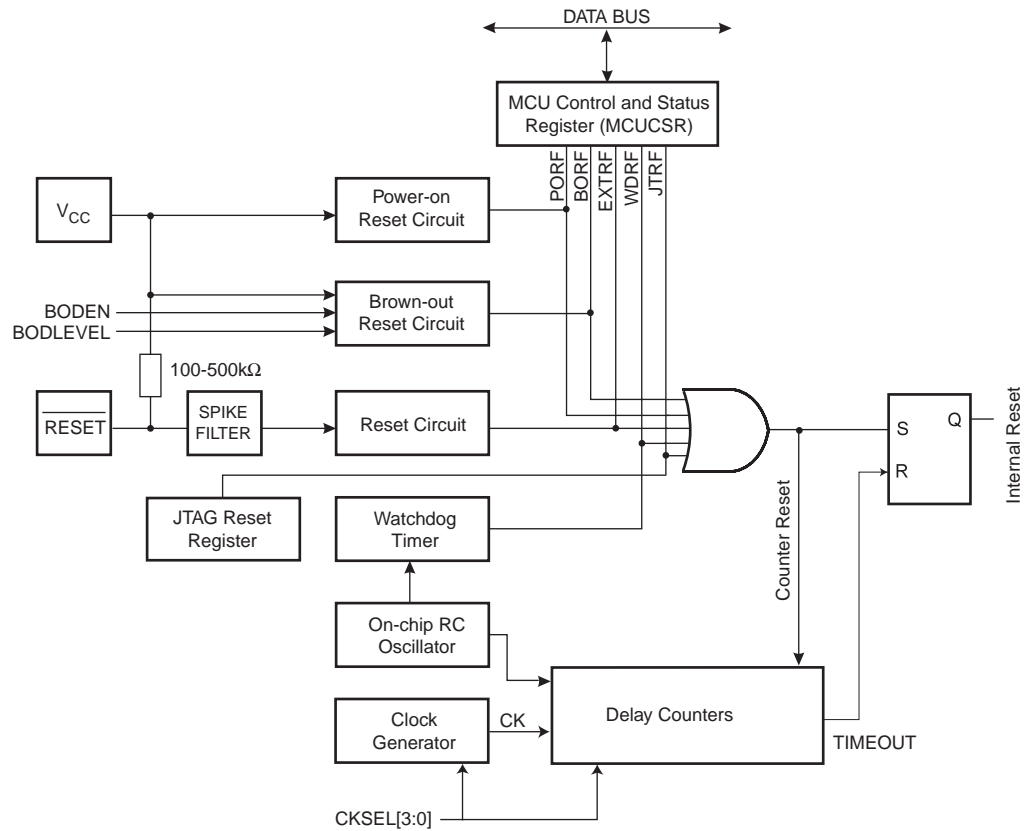 DATA BUS
MCU Control and Status
Register (MCUCSR)
PORF
BORF
EXTRF
WDRF
JTRF
VCC
Power-on
Reset Circuit
BODEN
BODLEVEL
Brown-out
Reset Circuit
100-500kΩ
RESET
SPIKE
FILTER
Reset Circuit
S
Q
R
Internal Reset
JTAG Reset
Register
Watchdog
Timer
Counter Reset
On-chip RC
Oscillator
Clock
Generator
CK
Delay Counters
TIMEOUT
CKSEL[3:0]